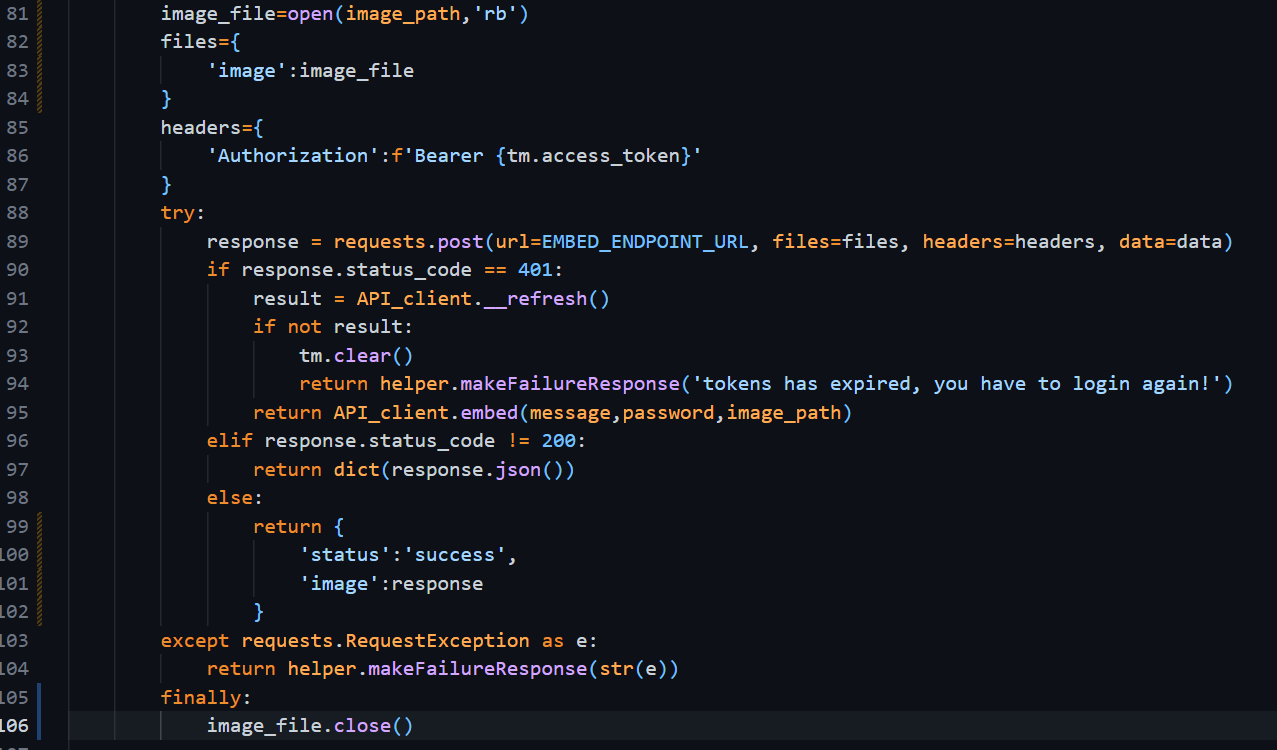 81 image_file=open(image_path,'rb')
82 files={
83 'image':image_file
84 }
85 headers={
86 'Authorization':f'Bearer {tm.access_token}'
87 }
88 try:
89 response = requests.post(url=EMBED_ENDPOINT_URL, files=files, headers=headers, data=data)
90 if response.status_code == 401:
91 result = API_client.__refresh()
92 if not result:
93 tm.clear()
94 return helper.makeFailureResponse('tokens has expired, you have to login again!')
95 return API_client.embed(message,password,image_path)
96 elif response.status_code != 200:
97 return dict(response.json())
98 else:
99 return {
100 'status':'success',
101 'image':response
102 }
103 except requests.RequestException as e:
104 return helper.makeFailureResponse(str(e))
105 finally:
106 image_file.close()